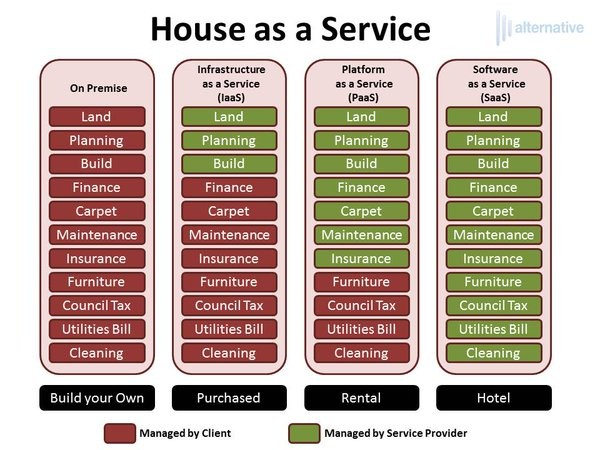 House as a Service
alternative
On Premise
Land
Planning
Build
Finance
Carpet
Maintenance
Insurance
Furniture
Council Tax
Utilities Bill
Cleaning
Build your Own
Infrastructure
as a Service
(IaaS)
Land
Planning
Build
Finance
Carpet
Maintenance
Insurance
Furniture
Council Tax
Utilities Bill
Cleaning
Purchased
Platform
as a Service
(PaaS)
Land
Planning
Build
Finance
Carpet
Maintenance
Insurance
Furniture
Council Tax
Utilities Bill
Cleaning
Rental
Software
as a Service
(SaaS)
Land
Planning
Build
Finance
Carpet
Maintenance
Insurance
Furniture
Council Tax
Utilities Bill
Cleaning
Hotel
Managed by Client
Managed by Service Provider